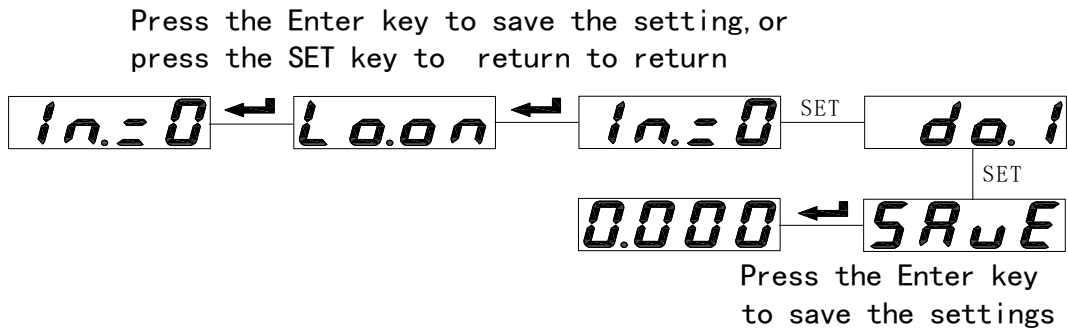 Press the Enter key to save the setting, or
press the SET key to  return to return
In.=0 Lo.on In.=0 SET do.1
SET
0.000 SAvE
Press the Enter key
to save the settings